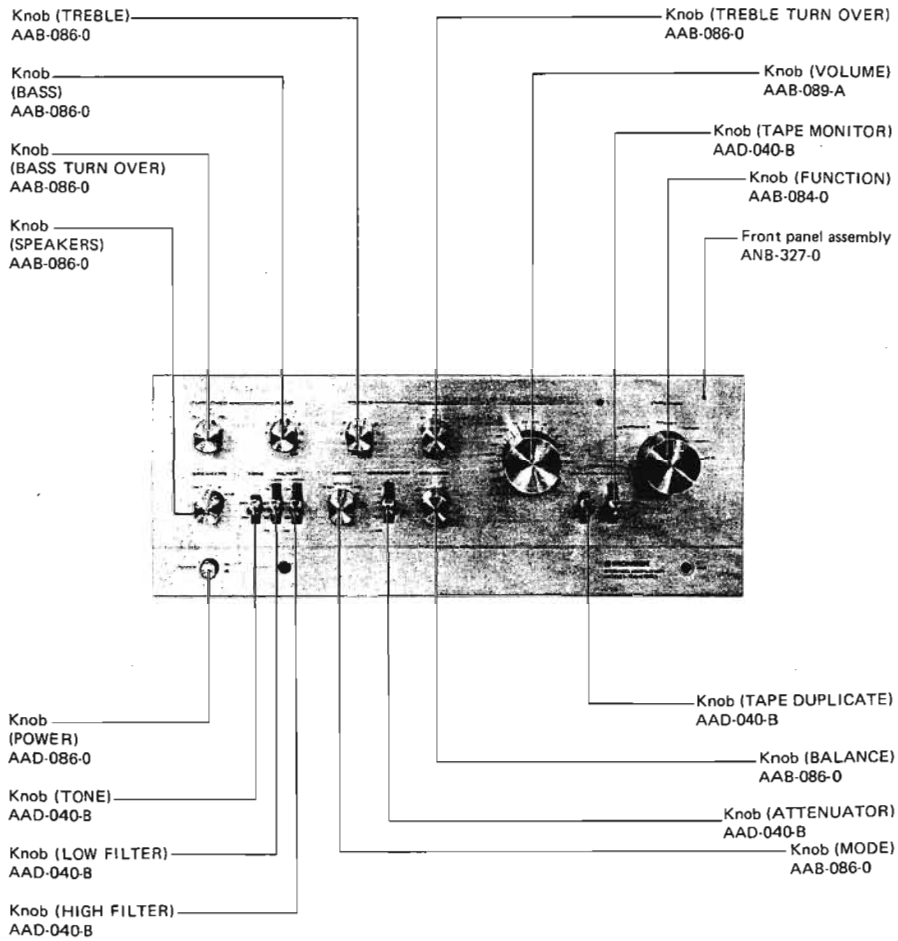 Knob (TREBLE)
AAB-086-0
Knob
(BASS)
AAB-086-0
Knob
(BASS TURN OVER)
AAB-086-0
Knob
(SPEAKERS)
AAB-086-0
Knob (TREBLE TURN OVER)
AAB-086-0
Knob (VOLUME)
AAB-089-A
Knob (TAPE MONITOR)
AAD-040-B
Knob (FUNCTION)
AAB-084-0
Front panel assembly
ANB-327-0
Knob
(POWER)
AAD-086-0
Knob (TONE)
AAD-040-B
Knob (LOW FILTER)
AAD-040-B
Knob (HIGH FILTER)
AAD-040-B
Knob (TAPE DUPLICATE)
AAD-040-B
Knob (BALANCE)
AAB-086-0
Knob (ATTENUATOR)
AAD-040-B
Knob (MODE)
AAB-086-0